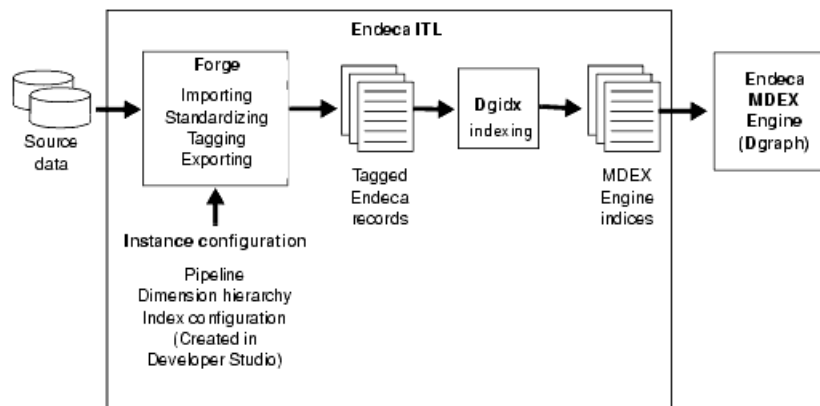 Endeca ITL
Source
data
Forge
Importing
Standardizing
Tagging
Exporting
Instance configuration
Pipeline
Dimension hierarchy
Index configuration
(Created in
Developer Studio)
Tagged
Endeca
records
Dgidx
indexing
MDEX
Engine
indices
Endeca
MDEX
Engine
(Dgraph)